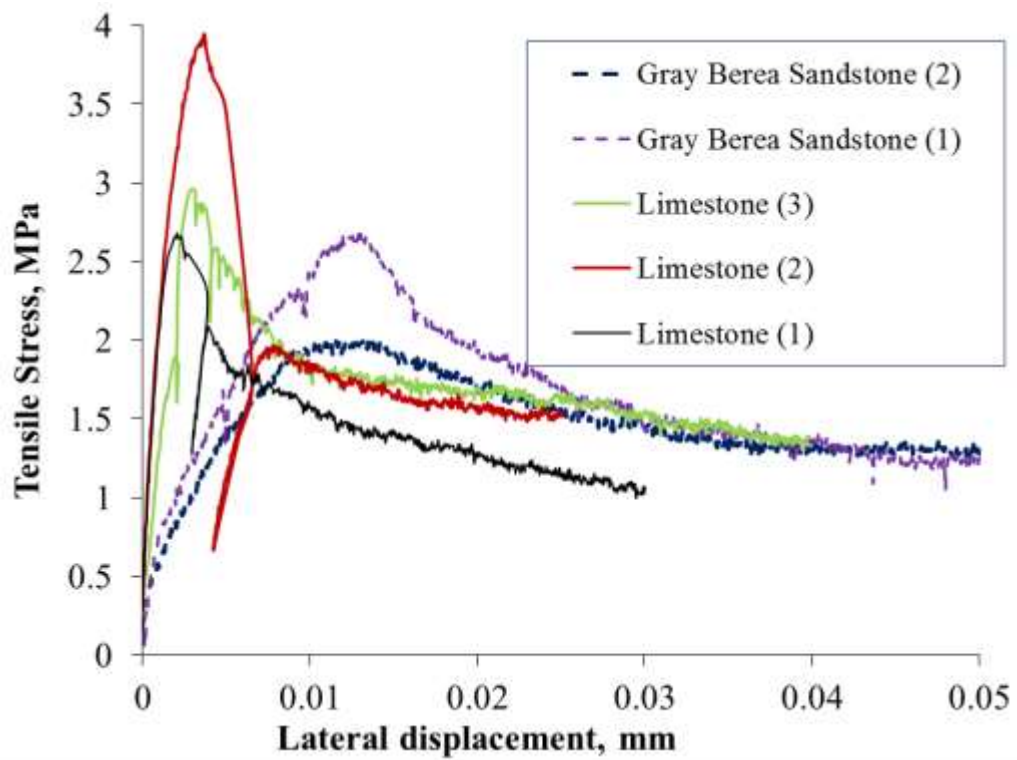 4
3.5
3
2.5
2
1.5
1
0.5
0
Tensile Stress, MPa
Gray Berea Sandstone (2)
Gray Berea Sandstone (1)
Limestone (3)
Limestone (2)
Limestone (1)
0 0.01 0.02 0.03 0.04 0.05
Lateral displacement, mm